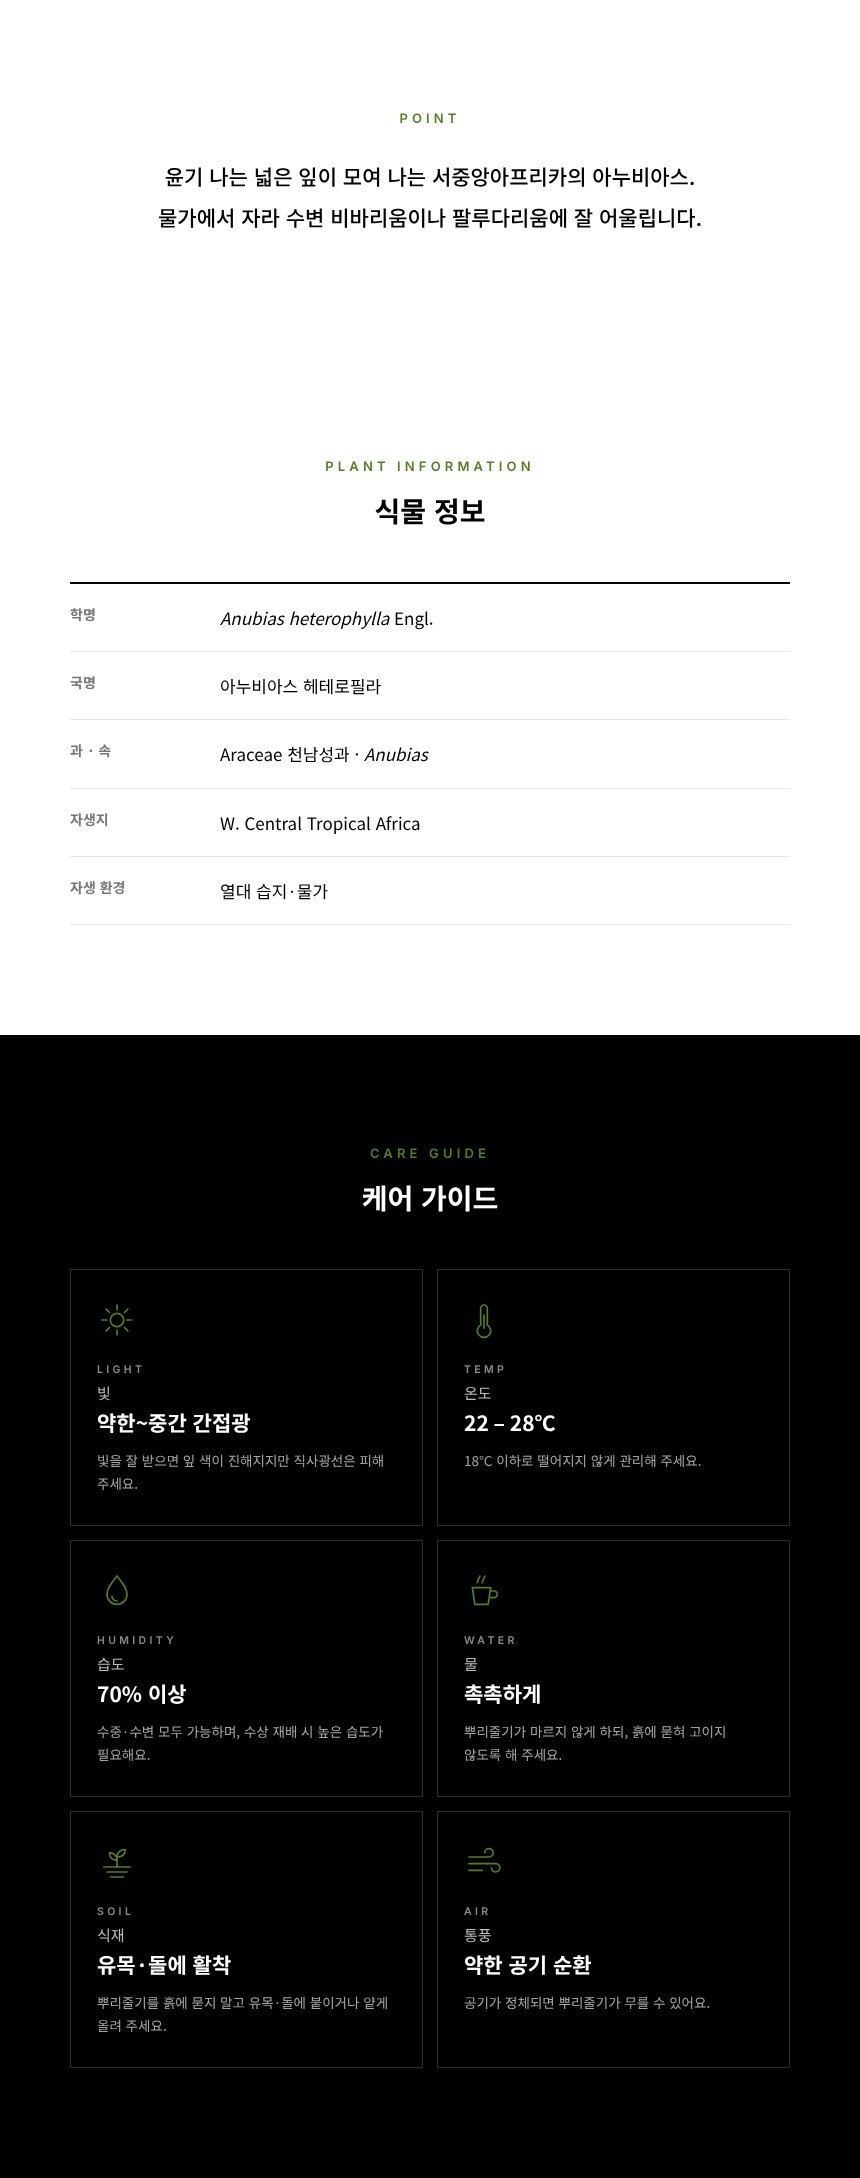 POINT
윤기 나는 넓은 잎이 모여 나는 서중앙아프리카의 아누비아스.
물가에서 자라 수변 비바리움이나 팔루다리움에 잘 어울립니다.
PLANT INFORMATION
식물 정보
학명
Anubias heterophylla Engl.
국명
아누비아스 헤테로필라
과 · 속
Araceae 천남성과 · Anubias
자생지
W. Central Tropical Africa
자생 환경
열대 습지·물가
CARE GUIDE
케어 가이드
LIGHT
빛
약한~중간 간접광
빛을 잘 받으면 잎 색이 진해지지만 직사광선은 피해
주세요.
TEMP
온도
22 – 28℃
18℃ 이하로 떨어지지 않게 관리해 주세요.
HUMIDITY
습도
70% 이상
수중·수변 모두 가능하며, 수상 재배 시 높은 습도가
필요해요.
WATER
물
촉촉하게
뿌리줄기가 마르지 않게 하되, 흙에 묻혀 고이지
않도록 해 주세요.
SOIL
식재
유목·돌에 활착
뿌리줄기를 흙에 묻지 말고 유목·돌에 붙이거나 얕게
올려 주세요.
AIR
통풍
약한 공기 순환
공기가 정체되면 뿌리줄기가 무를 수 있어요.